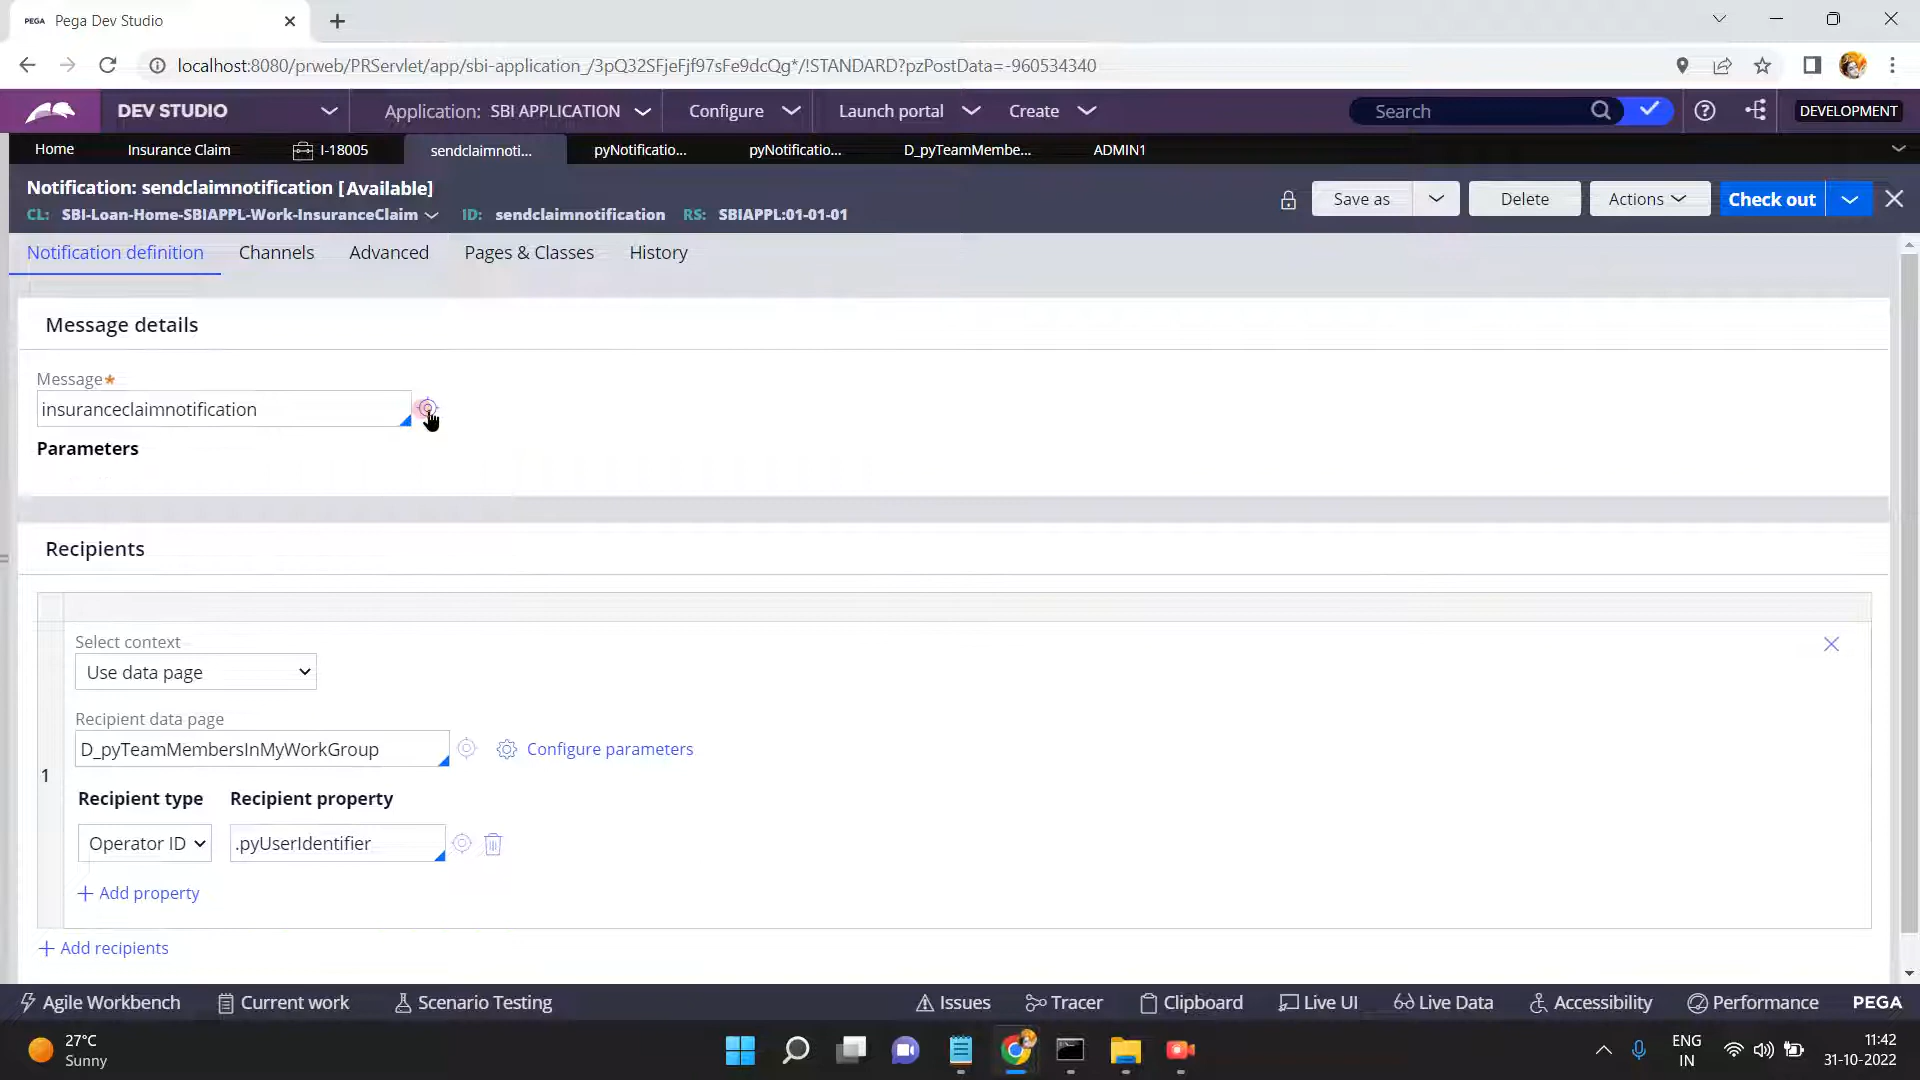 PEGA Pega Dev Studio
localhost:8080/prweb/PRServlet/app/sbi-application_/3pQ32SFjeFjf97sFe9dcQg*/!STANDARD?pzPostData=-960534340
DEV STUDIO Application: SBI APPLICATION Configure Launch portal Create Search DEVELOPMENT
Home Insurance Claim I-18005 sendclaimnoti... pyNotificatio... pyNotificatio... D_pyTeamMembe... ADMIN1
Notification: sendclaimnotification [Available]
CL: SBI-Loan-Home-SBIAPPL-Work-InsuranceClaim ID: sendclaimnotification RS: SBIAPPL:01-01-01
Save as Delete Actions Check out
Notification definition Channels Advanced Pages & Classes History
Message details
Message*
insuranceclaimnotification
Parameters
Recipients
Select context
Use data page
Recipient data page
D_pyTeamMembersInMyWorkGroup Configure parameters
1
Recipient type Recipient property
Operator ID .pyUserIdentifier
+ Add property
+ Add recipients
Agile Workbench Current work Scenario Testing Issues Tracer Clipboard Live UI Live Data Accessibility Performance PEGA
27°C
Sunny
ENG
IN
11:42
31-10-2022